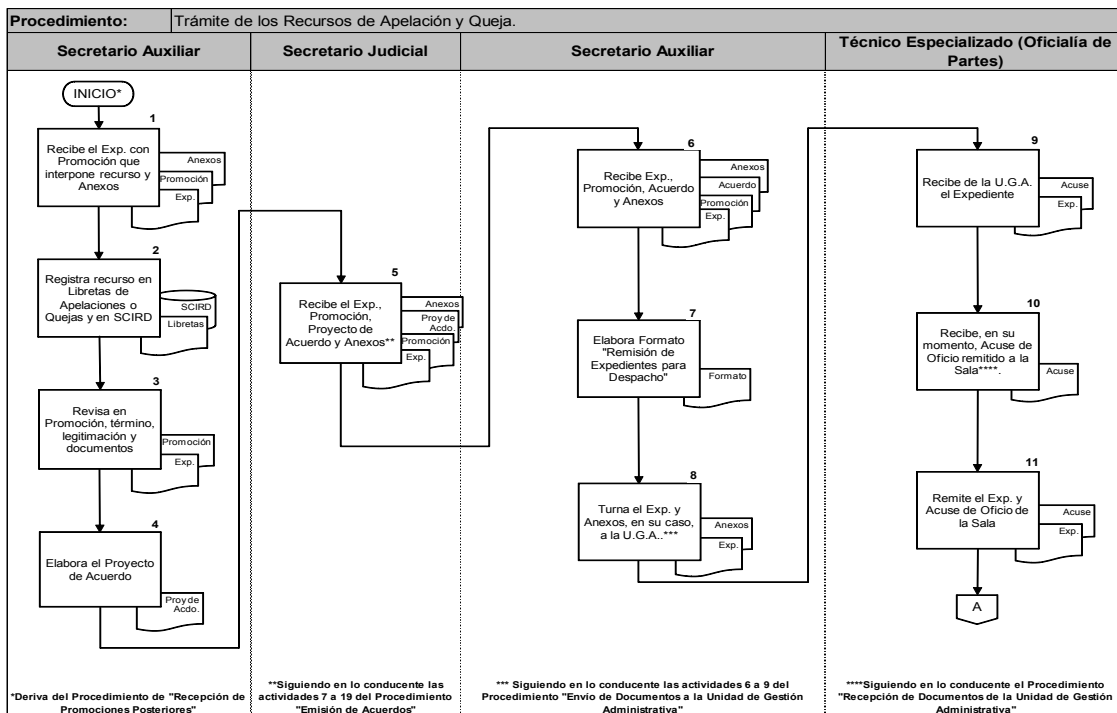 Procedimiento: Trámite de los Recursos de Apelación y Queja.
Secretario Auxiliar
Secretario Judicial
Secretario Auxiliar
Técnico Especializado (Oficialía de
Partes)
INICIO*
1
Recibe el Exp. con
Promoción que
interpone recurso y
Anexos
Anexos
Promoción
Exp.
2
Registra recurso en
Libretas de
Apelaciones o
Quejas y en SCIRD
SCIRD
Libretas
3
Revisa en
Promoción, término,
legitimación y
documentos
Promoción
Exp.
4
Elabora el Proyecto
de Acuerdo
Proy de
Acdo.
*Deriva del Procedimiento de "Recepción de
Promociones Posteriores"
5
Recibe el Exp.,
Promoción,
Proyecto de
Acuerdo y Anexos**
Anexos
Proy de
Acdo.
Promoción
Exp.
**Siguiendo en lo conducente las
actividades 7 a 19 del Procedimiento
"Emisión de Acuerdos"
6
Recibe Exp.,
Promoción, Acuerdo
y Anexos
Anexos
Acuerdo
Promoción
Exp.
7
Elabora Formato
"Remisión de
Expedientes para
Despacho"
Formato
8
Turna el Exp. y
Anexos, en su caso,
a la U.G.A..***
Anexos
Exp.
*** Siguiendo en lo conducente las actividades 6 a 9 del
Procedimiento "Envío de Documentos a la Unidad de Gestión
Administrativa"
9
Recibe de la U.G.A.
el Expediente
Acuse
Exp.
10
Recibe, en su
momento, Acuse de
Oficio remitido a la
Sala****.
Acuse
11
Remite el Exp. y
Acuse de Oficio de
la Sala
Acuse
Exp.
A
****Siguiendo en lo conducente el Procedimiento
"Recepción de Documentos de la Unidad de Gestión
Administrativa"